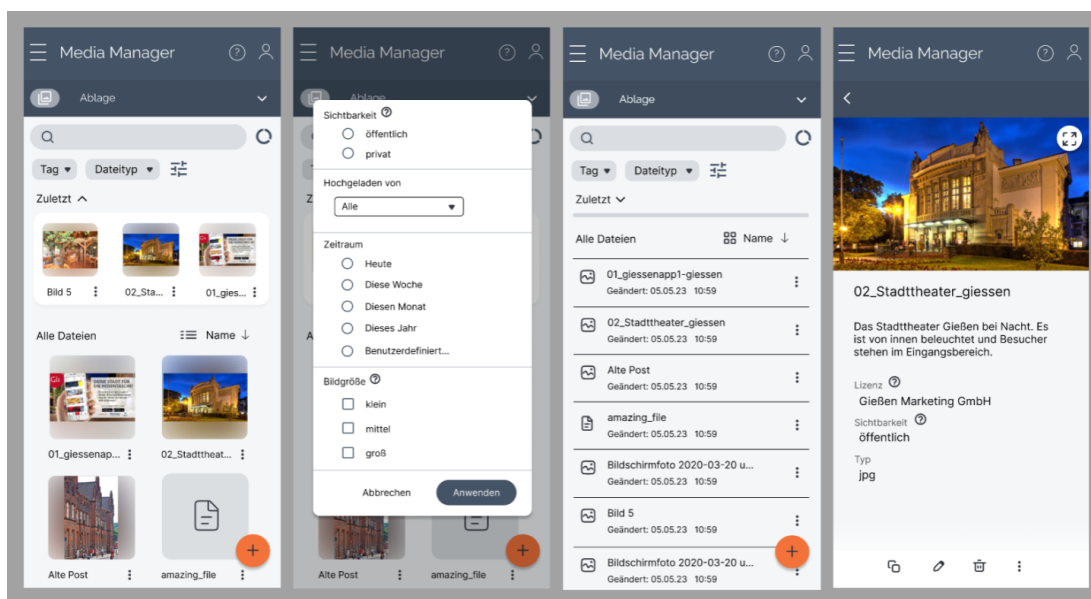 Media Manager
Ablage
Tag
Dateityp
Zuletzt
Bild 5
02_Sta...
01_gies...
Alle Dateien
Name
01_giessenap...
02_Stadttheat...
Alte Post
amazing_file
Media Manager
Ablage
Sichtbarkeit
öffentlich
privat
Hochgeladen von
Alle
Zeitraum
Heute
Diese Woche
Diesen Monat
Dieses Jahr
Benutzerdefiniert...
Bildgröße
klein
mittel
groß
Abbrechen
Anwenden
Alte Post
amazing_file
Media Manager
Ablage
Tag
Dateityp
Zuletzt
Alle Dateien
Name
01_giessenapp1-giessen
Geändert: 05.05.23 10:59
02_Stadttheater_giessen
Geändert: 05.05.23 10:59
Alte Post
Geändert: 05.05.23 10:59
amazing_file
Geändert: 05.05.23 10:59
Bildschirmfoto 2020-03-20 u...
Geändert: 05.05.23 10:59
Bild 5
Geändert: 05.05.23 10:59
Bildschirmfoto 2020-03-20 u...
Geändert: 05.05.23 10:59
Media Manager
02_Stadttheater_giessen
Das Stadttheater Gießen bei Nacht. Es
ist von innen beleuchtet und Besucher
stehen im Eingangsbereich.
Lizenz
Gießen Marketing GmbH
Sichtbarkeit
öffentlich
Typ
jpg